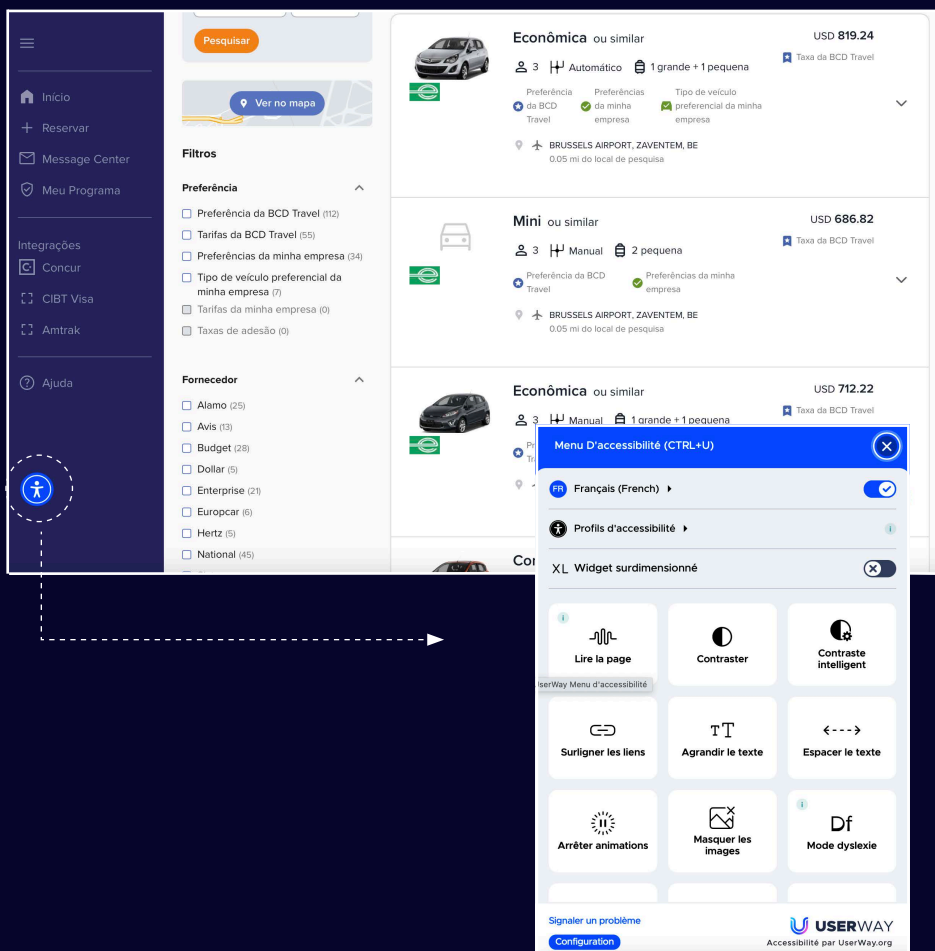 Início
Reservar
Message Center
Meu Programa
Integrações
Concur
CIBT Visa
Amtrak
Ajuda
Pesquisar
Ver no mapa
Filtros
Preferência
Preferência da BCD Travel (112)
Tarifas da BCD Travel (55)
Preferências da minha empresa (34)
Tipo de veículo preferencial da
minha empresa (7)
Tarifas da minha empresa (0)
Taxas de adesão (0)
Fornecedor
Alamo (25)
Avis (13)
Budget (28)
Dollar (5)
Enterprise (21)
Europcar (6)
Hertz (5)
National (45)
Econômica ou similar
USD 819.24
3 Automático 1 grande + 1 pequena
Taxa da BCD Travel
Preferência
da BCD
Travel
Preferências
da minha
empresa
Tipo de veículo
preferencial da minha
empresa
BRUSSELS AIRPORT, ZAVENTEM, BE
0.05 mi do local de pesquisa
Mini ou similar
USD 686.82
3 Manual 2 pequena
Taxa da BCD Travel
Preferência da BCD
Travel
Preferências da minha
empresa
BRUSSELS AIRPORT, ZAVENTEM, BE
0.05 mi do local de pesquisa
Econômica ou similar
USD 712.22
3 Manual 1 grande + 1 pequena
Taxa da BCD Travel
Menu D'accessibilité (CTRL+U)
FR Français (French)
Profils d'accessibilité
XL Widget surdimensionné
Lire la page
Contraster
Contraste
intelligent
UserWay Menu d'accessibilité
Surligner les liens
TT
Agrandir le texte
Espacer le texte
Arrêter animations
Masquer les
images
Df
Mode dyslexie
Signaler un problème
Configuration
USERWAY
Accessibilité par UserWay.org